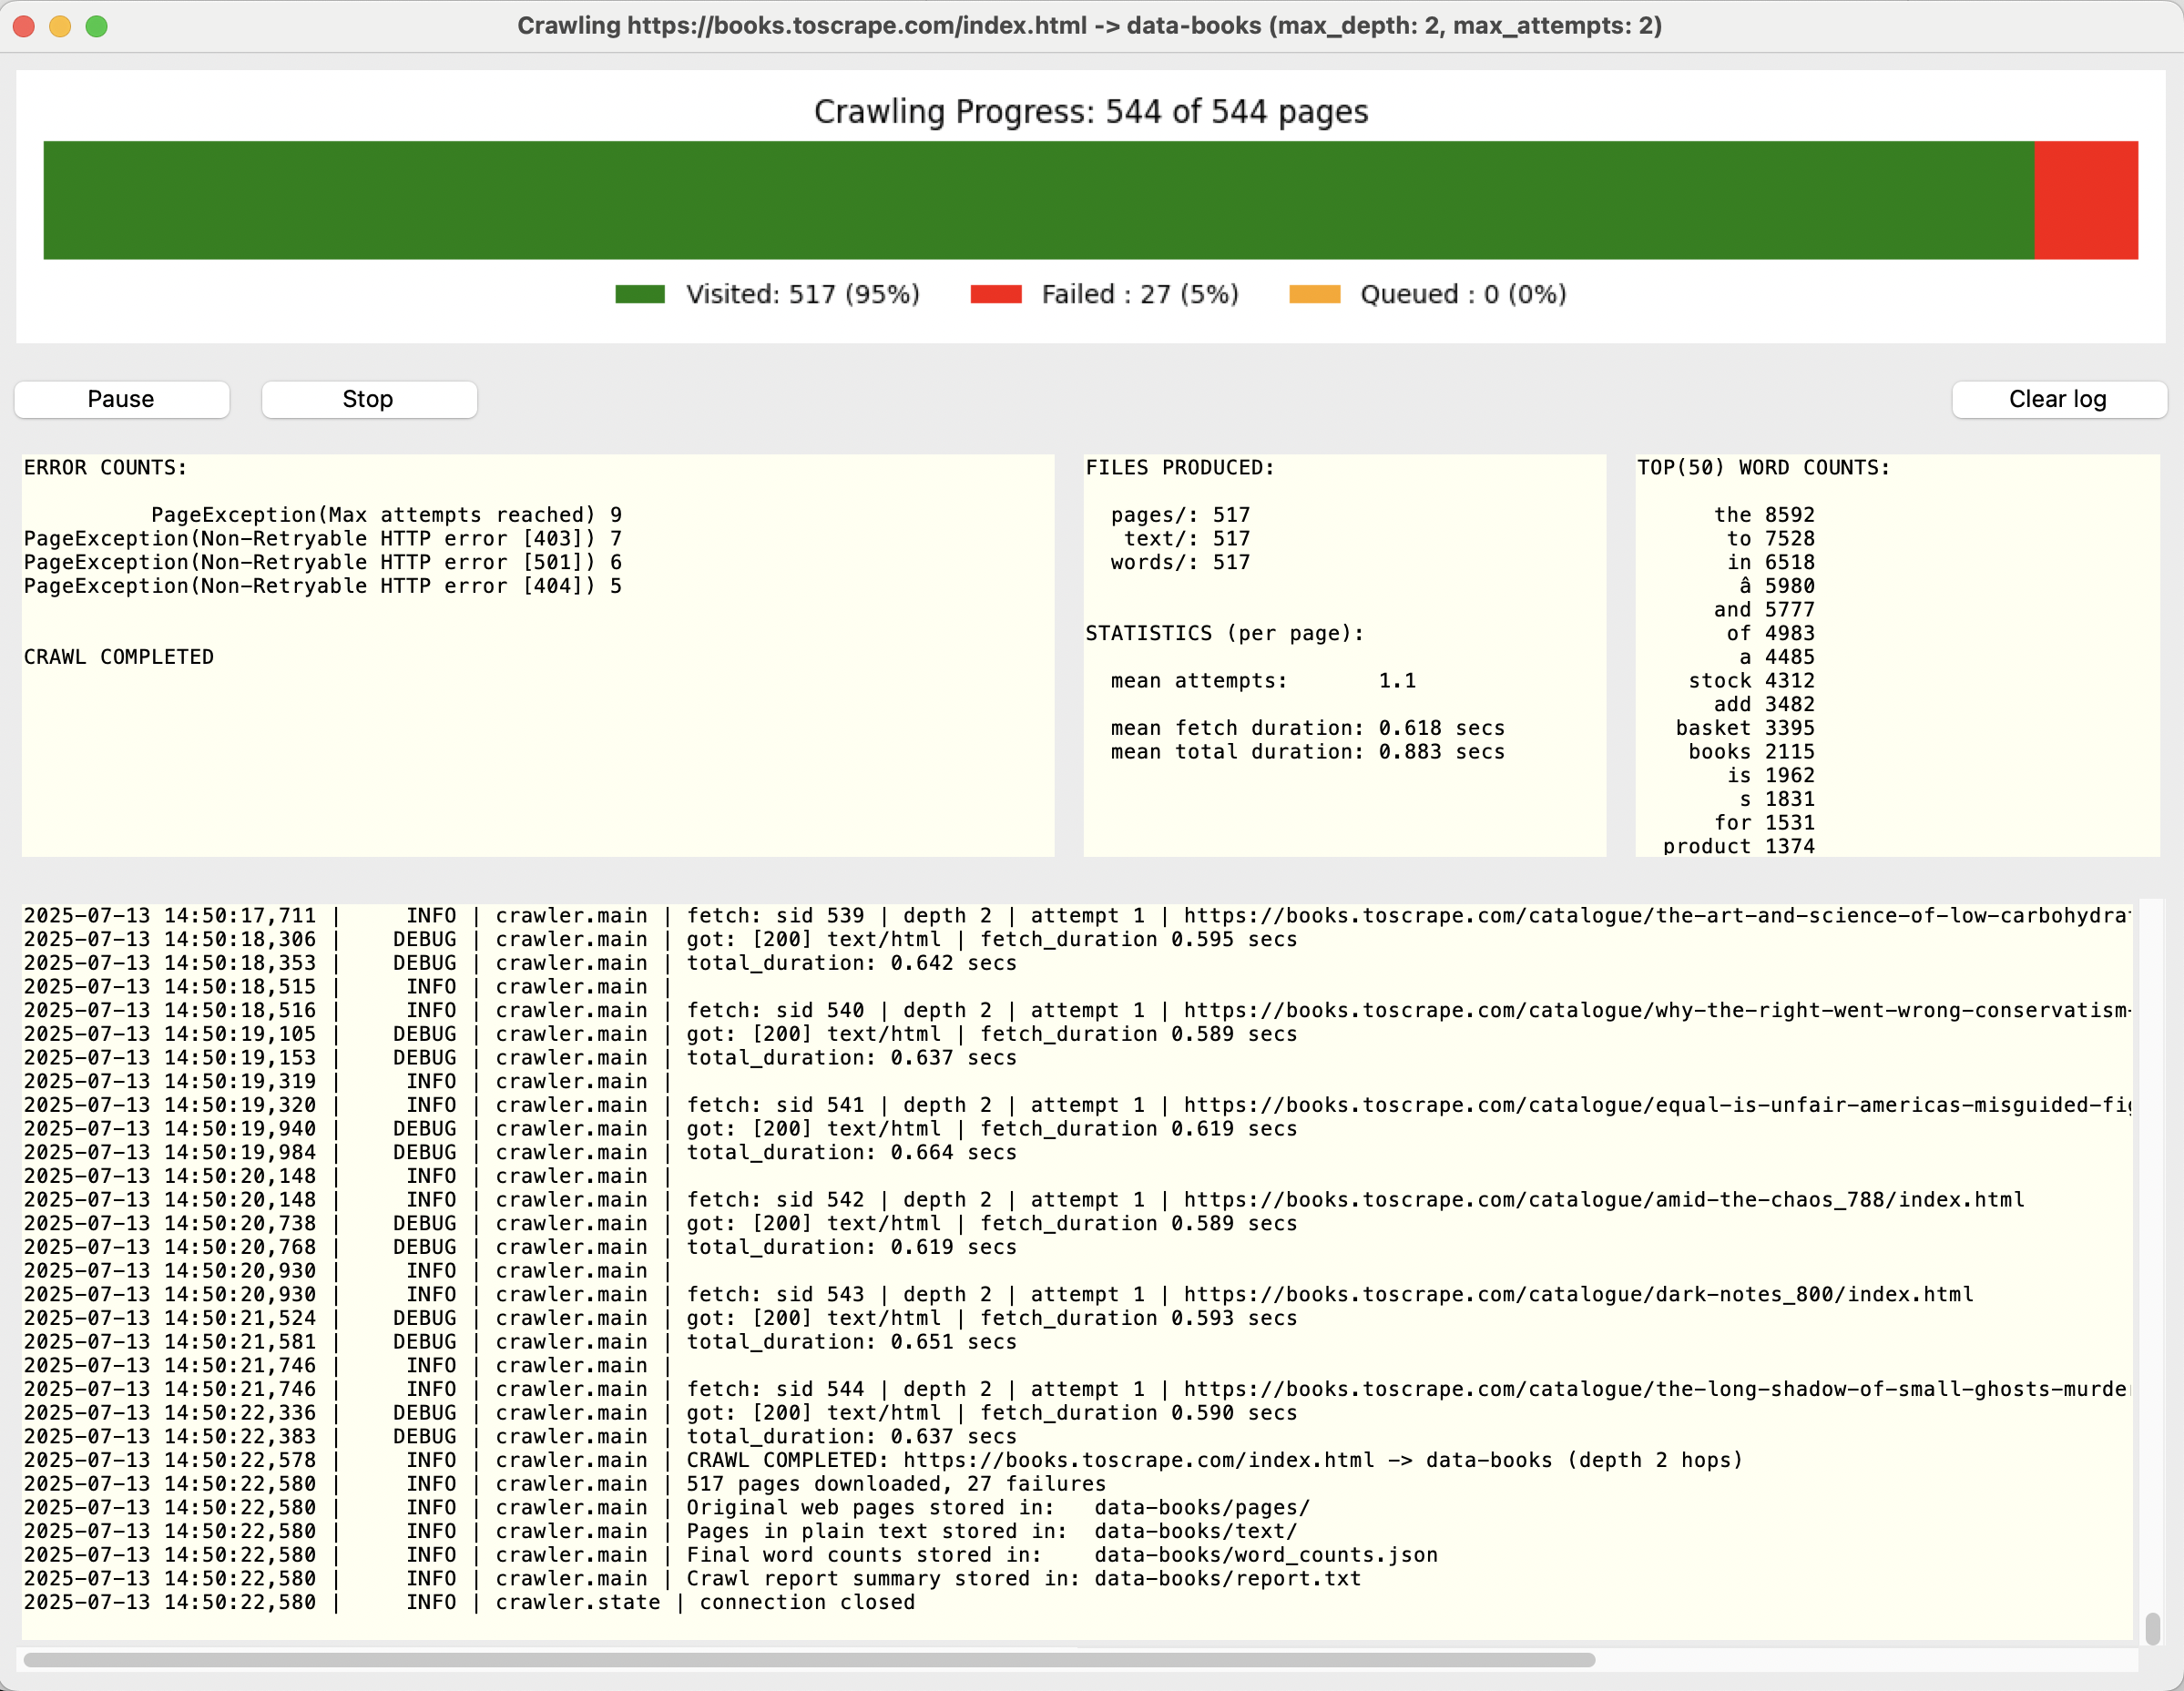 Crawling https://books.toscrape.com/index.html -> data-books (max_depth: 2, max_attempts: 2)
Crawling Progress: 544 of 544 pages
Visited: 517 (95%) Failed : 27 (5%) Queued : 0 (0%)
Pause Stop Clear log
ERROR COUNTS:
PageException(Max attempts reached) 9
PageException(Non-Retryable HTTP error [403]) 7
PageException(Non-Retryable HTTP error [501]) 6
PageException(Non-Retryable HTTP error [404]) 5
CRAWL COMPLETED
FILES PRODUCED:
pages/: 517
text/: 517
words/: 517
STATISTICS (per page):
mean attempts: 1.1
mean fetch duration: 0.618 secs
mean total duration: 0.883 secs
TOP(50) WORD COUNTS:
the 8592
to 7528
in 6518
â 5980
and 5777
of 4983
a 4485
stock 4312
add 3482
basket 3395
books 2115
is 1962
s 1831
for 1531
product 1374
2025-07-13 14:50:17,711 | INFO | crawler.main | fetch: sid 539 | depth 2 | attempt 1 | https://books.toscrape.com/catalogue/the-art-and-science-of-low-carbohydra
2025-07-13 14:50:18,306 | DEBUG | crawler.main | got: [200] text/html | fetch_duration 0.595 secs
2025-07-13 14:50:18,353 | DEBUG | crawler.main | total_duration: 0.642 secs
2025-07-13 14:50:18,515 | INFO | crawler.main |
2025-07-13 14:50:18,516 | INFO | crawler.main | fetch: sid 540 | depth 2 | attempt 1 | https://books.toscrape.com/catalogue/why-the-right-went-wrong-conservatism-
2025-07-13 14:50:19,105 | DEBUG | crawler.main | got: [200] text/html | fetch_duration 0.589 secs
2025-07-13 14:50:19,153 | DEBUG | crawler.main | total_duration: 0.637 secs
2025-07-13 14:50:19,319 | INFO | crawler.main |
2025-07-13 14:50:19,320 | INFO | crawler.main | fetch: sid 541 | depth 2 | attempt 1 | https://books.toscrape.com/catalogue/equal-is-unfair-americas-misguided-fig
2025-07-13 14:50:19,940 | DEBUG | crawler.main | got: [200] text/html | fetch_duration 0.619 secs
2025-07-13 14:50:19,984 | DEBUG | crawler.main | total_duration: 0.664 secs
2025-07-13 14:50:20,148 | INFO | crawler.main |
2025-07-13 14:50:20,148 | INFO | crawler.main | fetch: sid 542 | depth 2 | attempt 1 | https://books.toscrape.com/catalogue/amid-the-chaos_788/index.html
2025-07-13 14:50:20,738 | DEBUG | crawler.main | got: [200] text/html | fetch_duration 0.589 secs
2025-07-13 14:50:20,768 | DEBUG | crawler.main | total_duration: 0.619 secs
2025-07-13 14:50:20,930 | INFO | crawler.main |
2025-07-13 14:50:20,930 | INFO | crawler.main | fetch: sid 543 | depth 2 | attempt 1 | https://books.toscrape.com/catalogue/dark-notes_800/index.html
2025-07-13 14:50:21,524 | DEBUG | crawler.main | got: [200] text/html | fetch_duration 0.593 secs
2025-07-13 14:50:21,581 | DEBUG | crawler.main | total_duration: 0.651 secs
2025-07-13 14:50:21,746 | INFO | crawler.main |
2025-07-13 14:50:21,746 | INFO | crawler.main | fetch: sid 544 | depth 2 | attempt 1 | https://books.toscrape.com/catalogue/the-long-shadow-of-small-ghosts-murder
2025-07-13 14:50:22,336 | DEBUG | crawler.main | got: [200] text/html | fetch_duration 0.590 secs
2025-07-13 14:50:22,383 | DEBUG | crawler.main | total_duration: 0.637 secs
2025-07-13 14:50:22,578 | INFO | crawler.main | CRAWL COMPLETED: https://books.toscrape.com/index.html -> data-books (depth 2 hops)
2025-07-13 14:50:22,580 | INFO | crawler.main | 517 pages downloaded, 27 failures
2025-07-13 14:50:22,580 | INFO | crawler.main | Original web pages stored in: data-books/pages/
2025-07-13 14:50:22,580 | INFO | crawler.main | Pages in plain text stored in: data-books/text/
2025-07-13 14:50:22,580 | INFO | crawler.main | Final word counts stored in: data-books/word_counts.json
2025-07-13 14:50:22,580 | INFO | crawler.main | Crawl report summary stored in: data-books/report.txt
2025-07-13 14:50:22,580 | INFO | crawler.state | connection closed